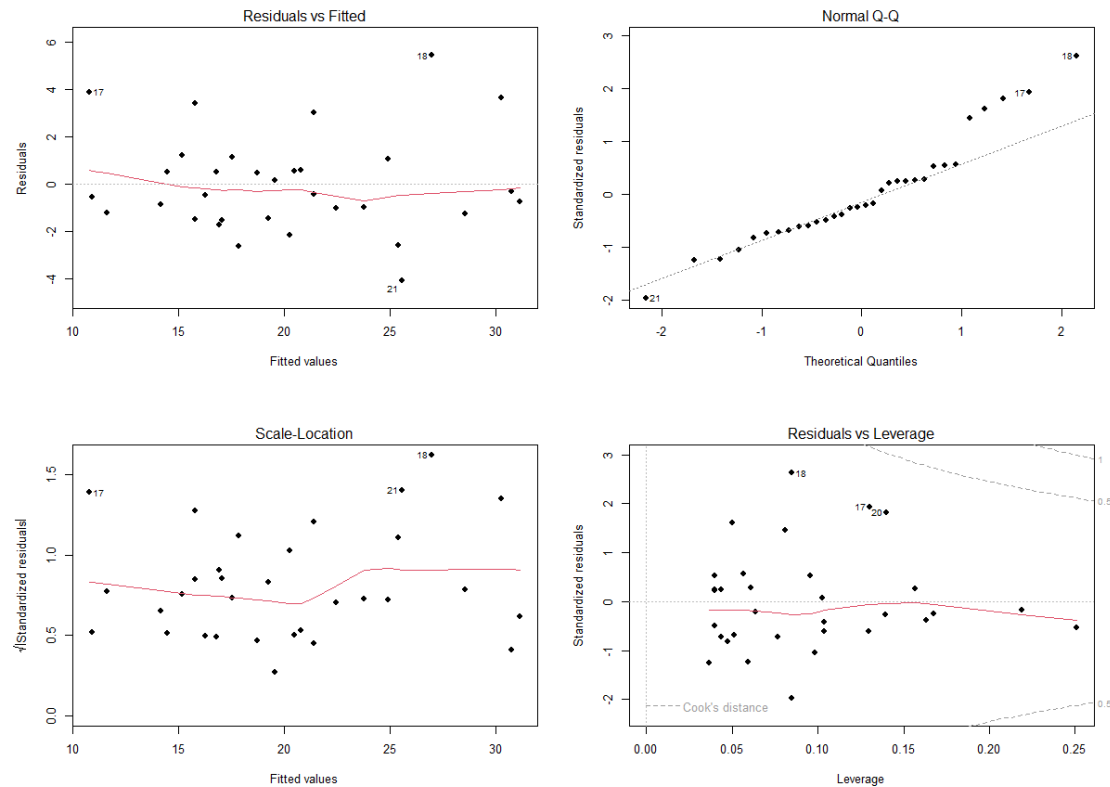 Residuals vs Fitted
Residuals
6
4
2
0
-2
-4
18
17
21
10 15 20 25 30
Fitted values
Normal Q-Q
Standardized residuals
3
2
1
0
-1
-2
18
17
21
-2 -1 0 1 2
Theoretical Quantiles
Scale-Location
√|Standardized residuals|
1.5
1.0
0.5
0.0
18
17
21
10 15 20 25 30
Fitted values
Residuals vs Leverage
Standardized residuals
3
2
1
0
-1
-2
18
17
20
1
0.5
0.5
Cook's distance
0.00 0.05 0.10 0.15 0.20 0.25
Leverage